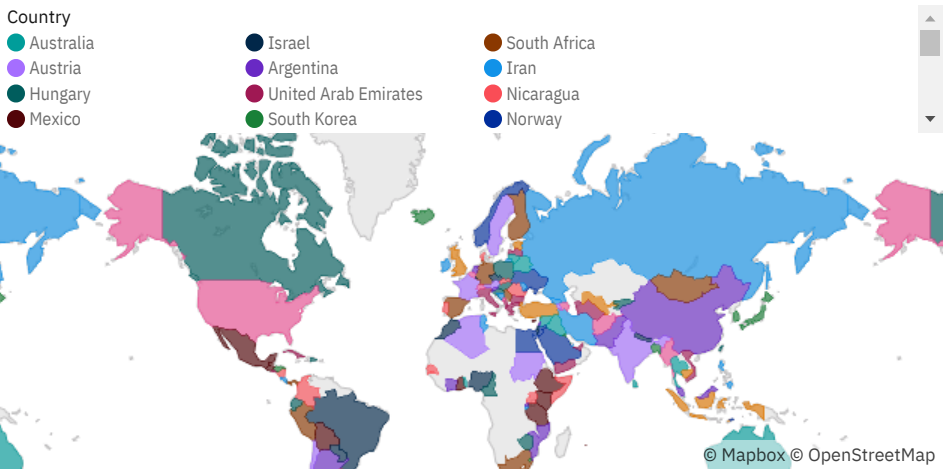 Country
Australia Israel South Africa
Austria Argentina Iran
Hungary United Arab Emirates Nicaragua
Mexico South Korea Norway
© Mapbox © OpenStreetMap